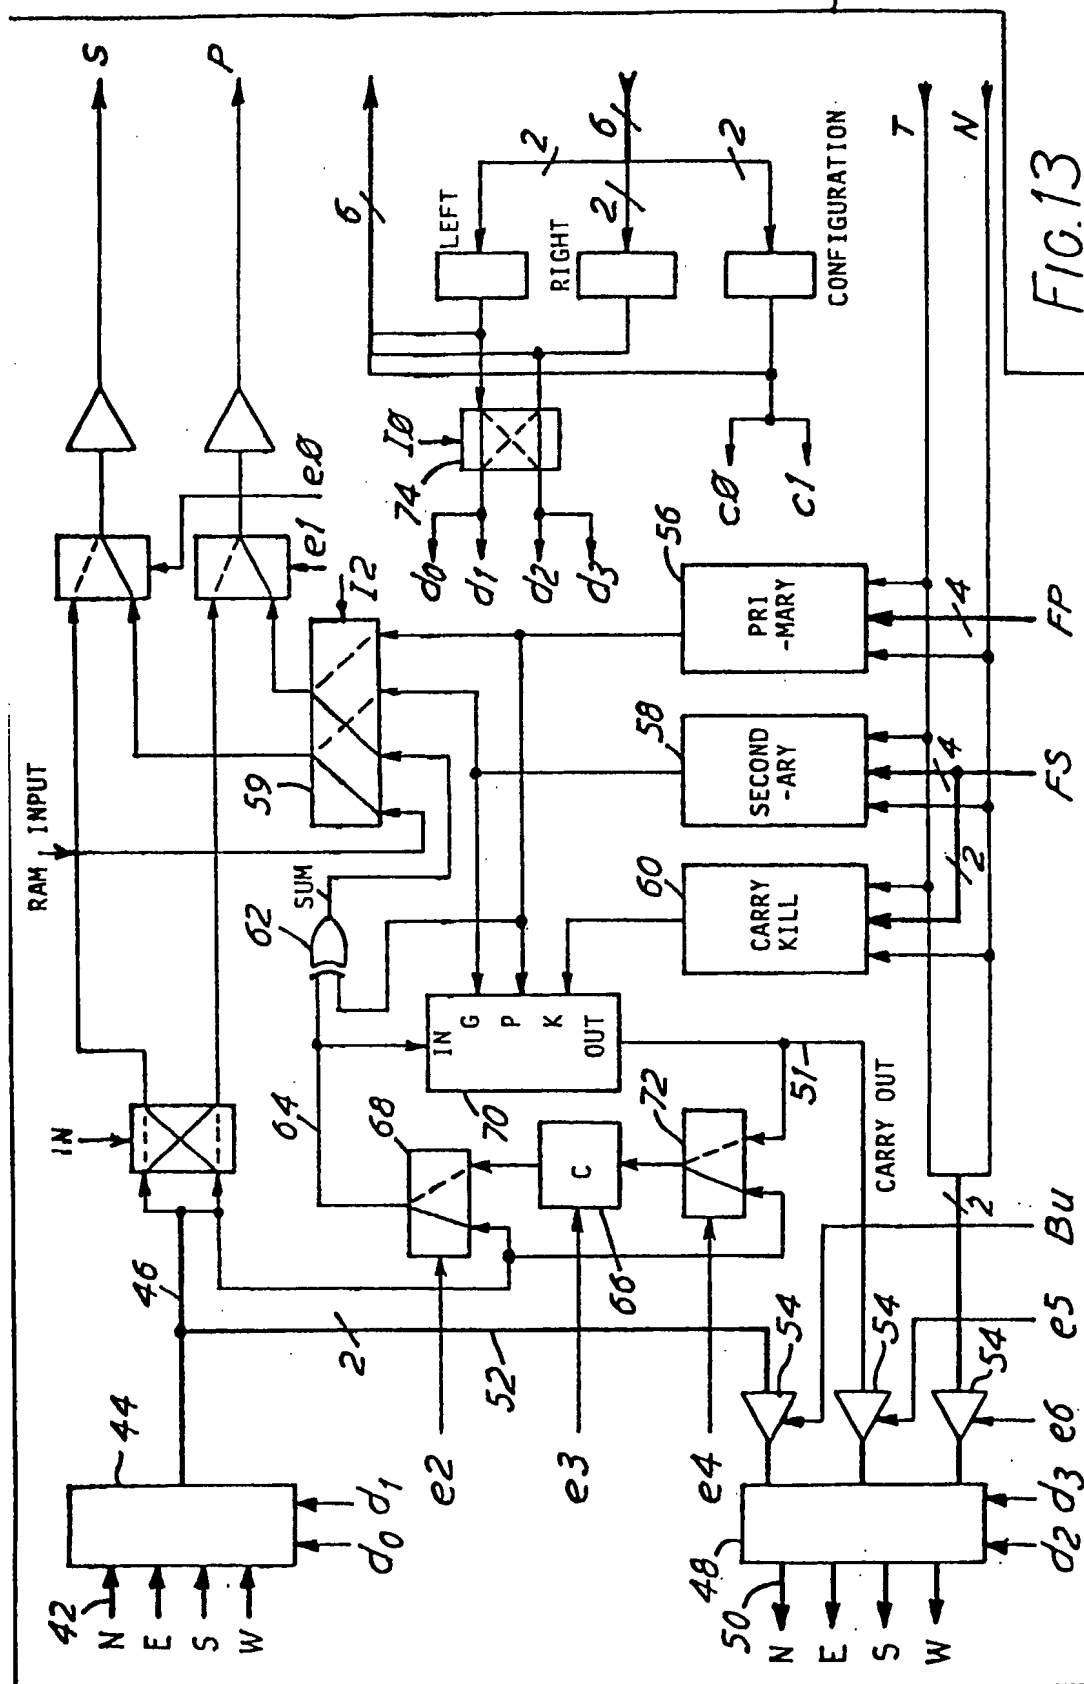 S
P
6
LEFT
RIGHT
CONFIGURATION
2
6
2
2
T
N
FIG. 13
RAM INPUT
IN
e0
e1
I2
59
62
SUM
I0
74
d0
d1
d2
d3
c0
c1
56
PRI
-MARY
4
FP
58
SECOND
-ARY
4
FS
60
CARRY
KILL
2
IN
G
P
K
OUT
70
64
68
C
66
72
51
CARRY OUT
46
2
52
2
Bu
e5
e6
54
54
54
44
42
N
E
S
W
d0
d1
e2
e3
e4
48
50
N
E
S
W
d2
d3